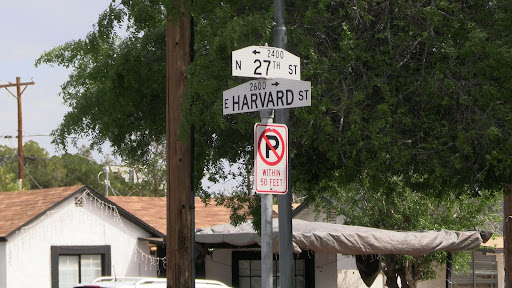 ← 2400
N 27TH ST
2600 →
E HARVARD ST
P
WITHIN
50 FEET